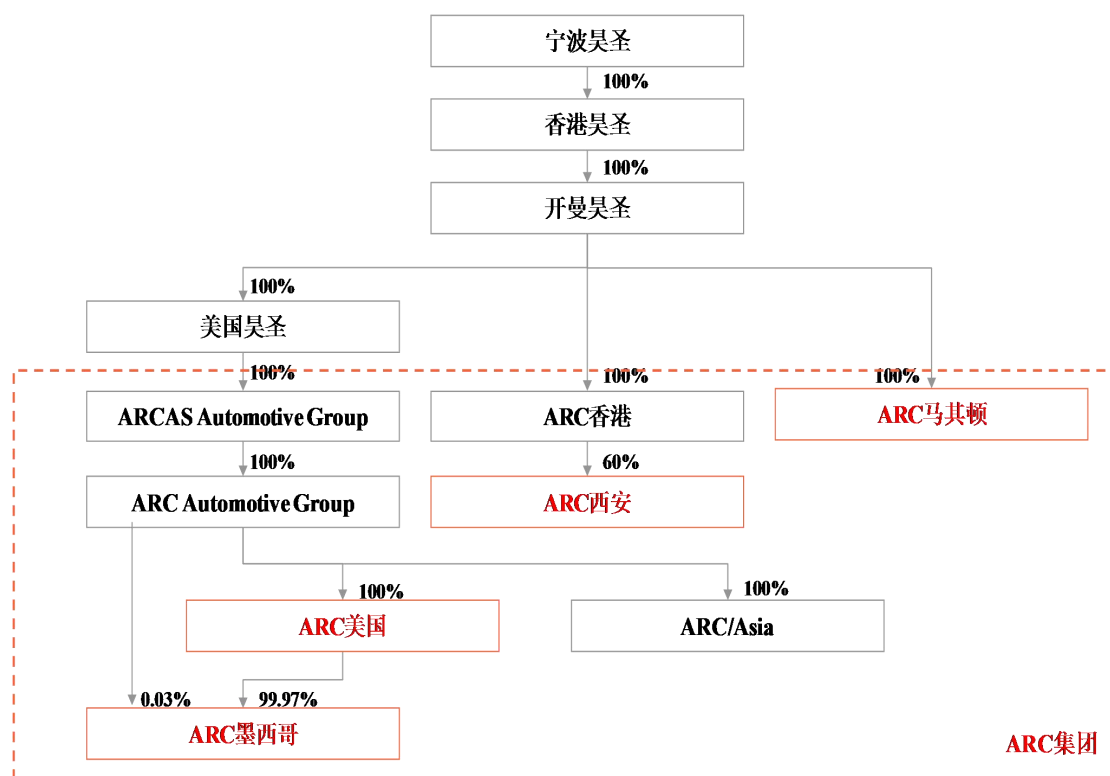 宁波昊圣
100%
香港昊圣
100%
开曼昊圣
100%
美国昊圣
100%
100%
100%
ARCAS Automotive Group
ARC香港
ARC马其顿
100%
60%
ARC Automotive Group
ARC西安
100%
100%
ARC美国
ARC/Asia
0.03%
99.97%
ARC墨西哥
ARC集团